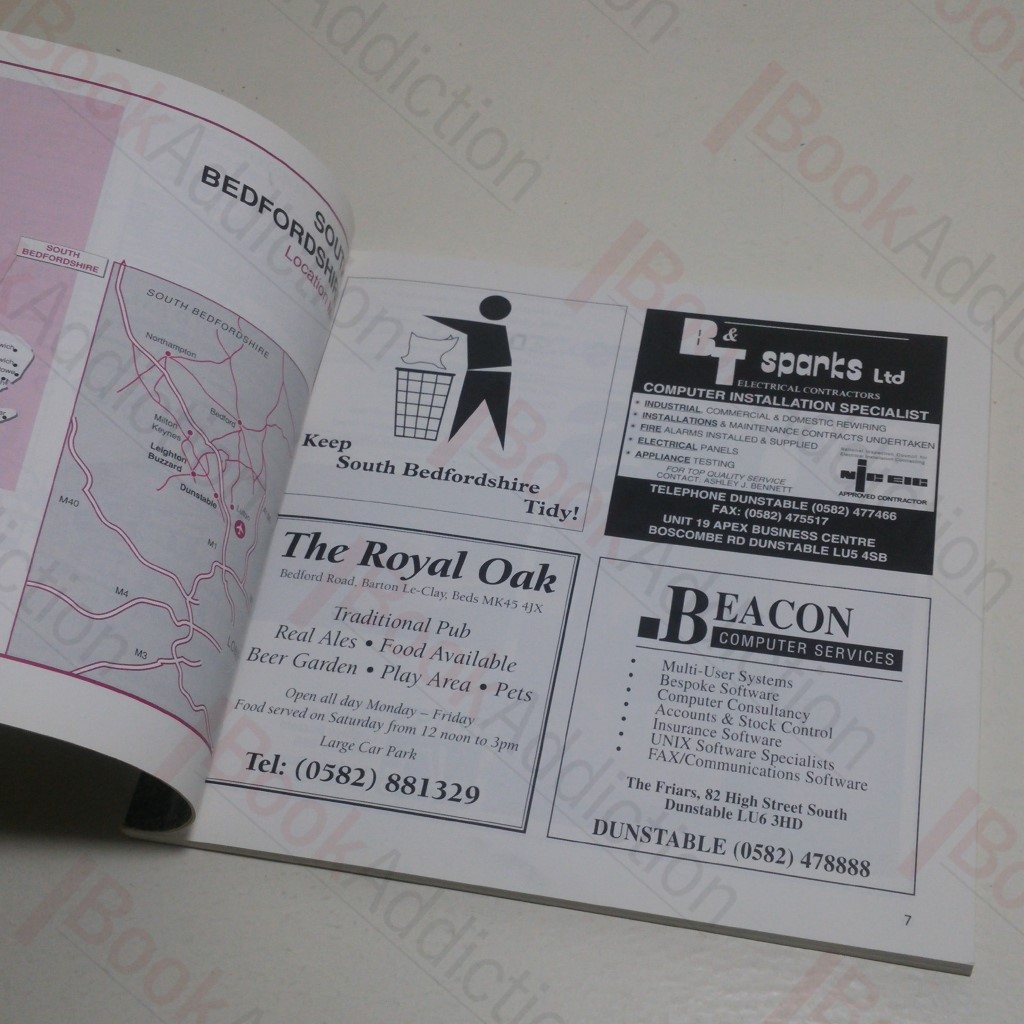 SOUTH
BEDFORDSHIRE
Location
SOUTH
BEDFORDSHIRE
SOUTH BEDFORDSHIRE
Northampton
Bedford
Milton
Keynes
Leighton
Buzzard
Dunstable
Luton
M40
M1
M4
M3
Keep
South Bedfordshire
Tidy!
B&T sparks Ltd
ELECTRICAL CONTRACTORS
COMPUTER INSTALLATION SPECIALIST
* INDUSTRIAL, COMMERCIAL & DOMESTIC REWIRING
* INSTALLATIONS & MAINTENANCE CONTRACTS UNDERTAKEN
* FIRE ALARMS INSTALLED & SUPPLIED
* ELECTRICAL PANELS
* APPLIANCE TESTING
FOR TOP QUALITY SERVICE
CONTACT: ASHLEY J. BENNETT
NICEIC
APPROVED CONTRACTOR
TELEPHONE DUNSTABLE (0582) 477466
FAX: (0582) 475517
UNIT 19 APEX BUSINESS CENTRE
BOSCOMBE RD DUNSTABLE LU5 4SB
The Royal Oak
Bedford Road, Barton Le-Clay, Beds MK45 4JX
Traditional Pub
Real Ales • Food Available
Beer Garden • Play Area • Pets
Open all day Monday – Friday
Food served on Saturday from 12 noon to 3pm
Large Car Park
Tel: (0582) 881329
BEACON
COMPUTER SERVICES
• Multi-User Systems
• Bespoke Software
• Computer Consultancy
• Accounts & Stock Control
• Insurance Software
• UNIX Software Specialists
• FAX/Communications Software
The Friars, 82 High Street South
Dunstable LU6 3HD
DUNSTABLE (0582) 478888
7
BookAddiction